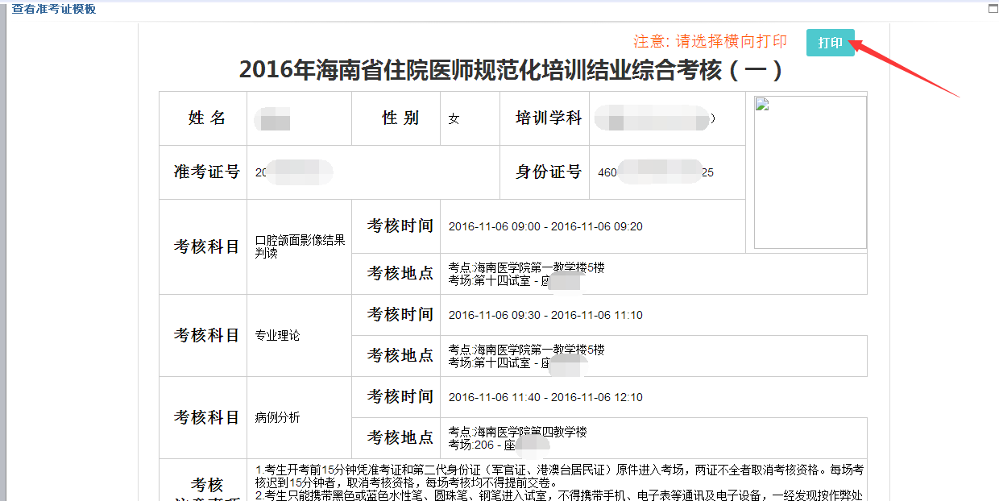 查看准考证模板
注意: 请选择横向打印
打印
2016年海南省住院医师规范化培训结业综合考核（一）
姓 名
性 别
女
培训学科
）
准考证号
20
身份证号
460
25
考核科目
口腔颌面影像结果
判读
考核时间
2016-11-06 09:00 - 2016-11-06 09:20
考核地点
考点:海南医学院第一教学楼5楼
考场:第十四试室 - 座
考核科目
专业理论
考核时间
2016-11-06 09:30 - 2016-11-06 11:10
考核地点
考点:海南医学院第一教学楼5楼
考场:第十四试室 - 座
考核科目
病例分析
考核时间
2016-11-06 11:40 - 2016-11-06 12:10
考核地点
考点:海南医学院第四教学楼
考场:206 - 座
考核
注意事项
1.考生开考前15分钟凭准考证和第二代身份证（军官证、港澳台居民证）原件进入考场，两证不全者取消考核资格。每场考
核迟到15分钟者，取消考核资格，每场考核均不得提前交卷。
2.考生只能携带黑色或蓝色水性笔、圆珠笔、钢笔进入试室，不得携带手机、电子表等通讯及电子设备，一经发现按作弊处